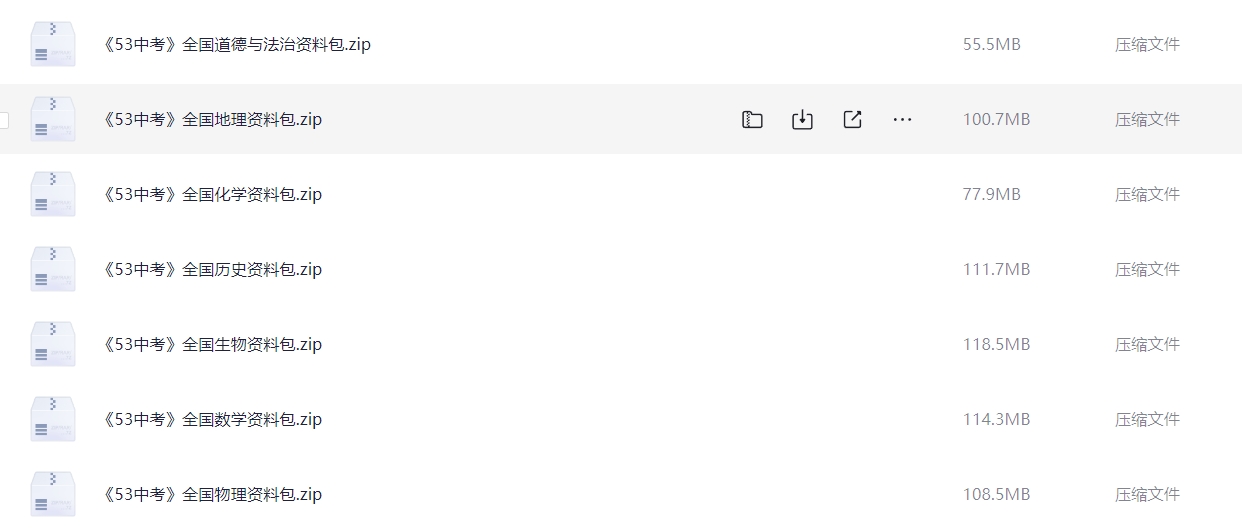 《53中考》全国道德与法治资料包.zip 55.5MB 压缩文件
《53中考》全国地理资料包.zip 100.7MB 压缩文件
《53中考》全国化学资料包.zip 77.9MB 压缩文件
《53中考》全国历史资料包.zip 111.7MB 压缩文件
《53中考》全国生物资料包.zip 118.5MB 压缩文件
《53中考》全国数学资料包.zip 114.3MB 压缩文件
《53中考》全国物理资料包.zip 108.5MB 压缩文件